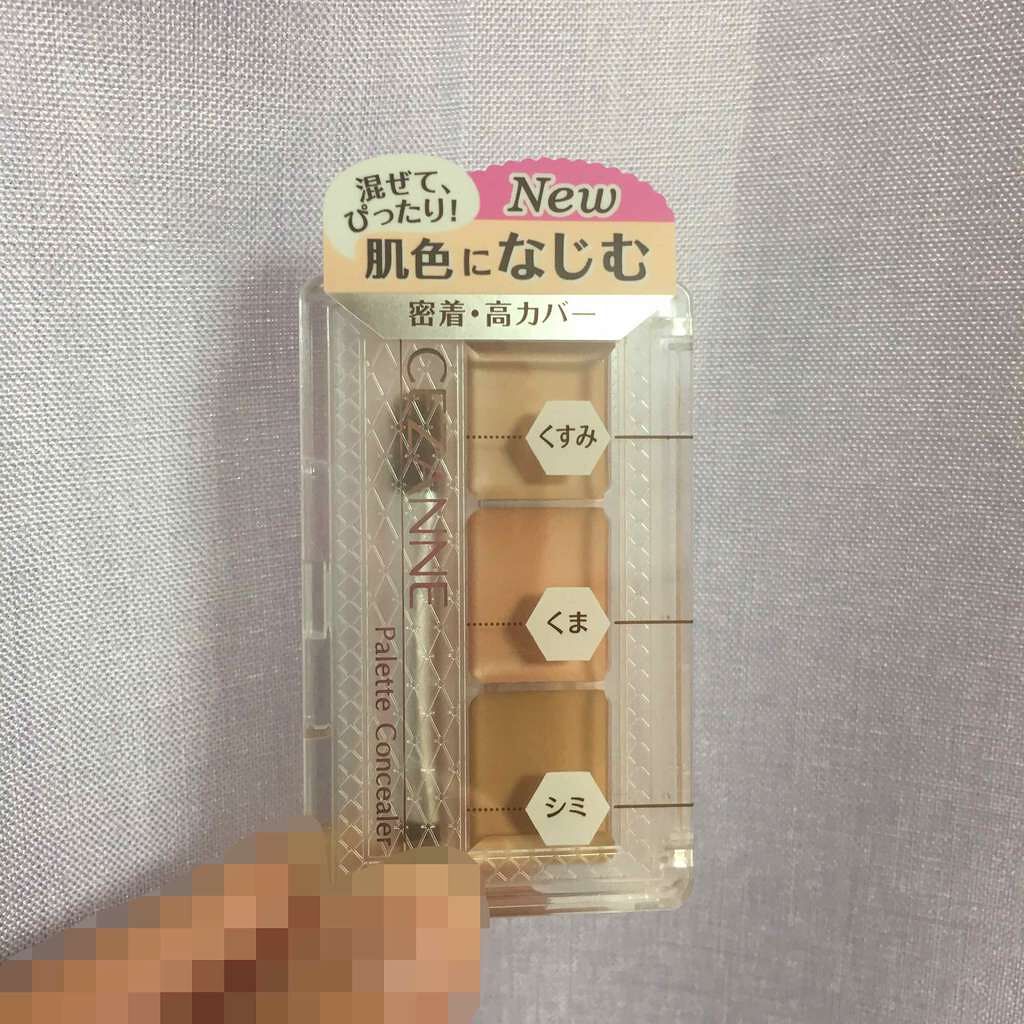 混ぜて、
ぴったり!
New
肌色になじむ
密着・高カバー
CEZANNE
Palette Concealer
くすみ
くま
シミ